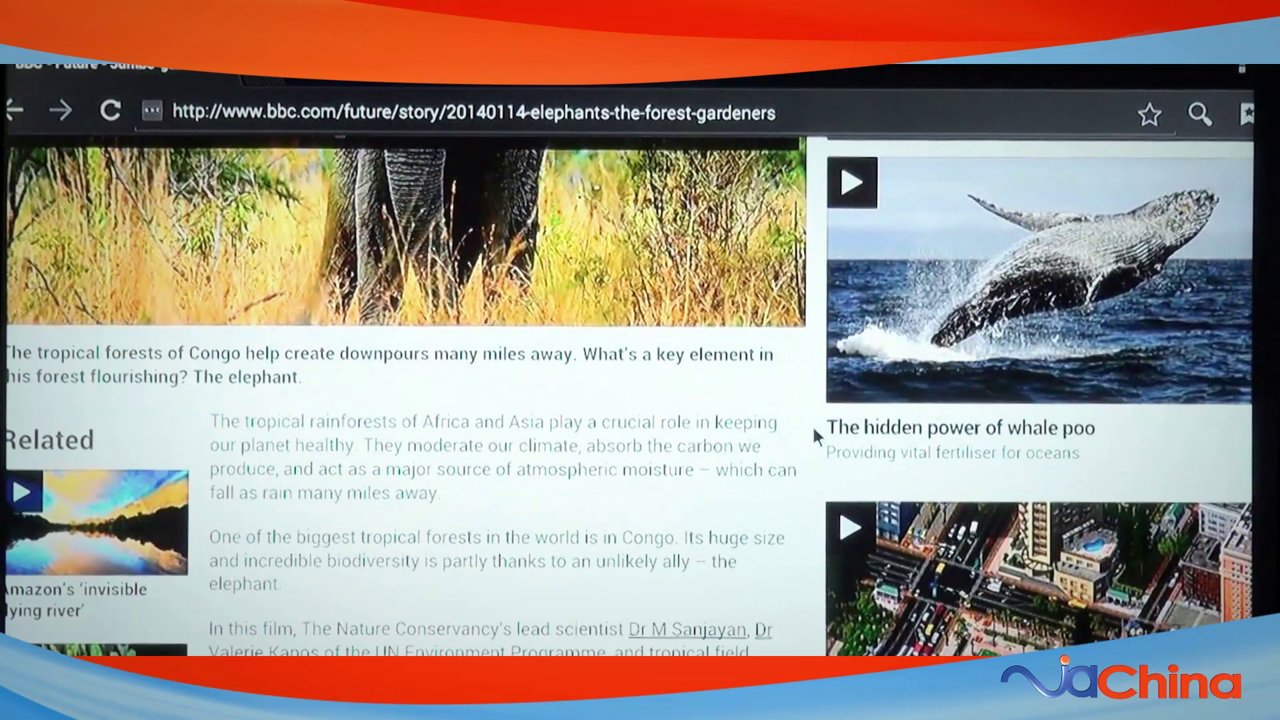 http://www.bbc.com/future/story/20140114-elephants-the-forest-gardeners
The tropical forests of Congo help create downpours many miles away. What's a key element in
his forest flourishing? The elephant.
Related
The tropical rainforests of Africa and Asia play a crucial role in keeping
our planet healthy. They moderate our climate, absorb the carbon we
produce, and act as a major source of atmospheric moisture – which can
fall as rain many miles away.
One of the biggest tropical forests in the world is in Congo. Its huge size
and incredible biodiversity is partly thanks to an unlikely ally – the
elephant.
In this film, The Nature Conservancy's lead scientist Dr M Sanjayan, Dr
Valerie Kapos of the UN Environment Programme, and tropical field
mazon's 'invisible
lying river'
The hidden power of whale poo
Providing vital fertiliser for oceans
viaChina